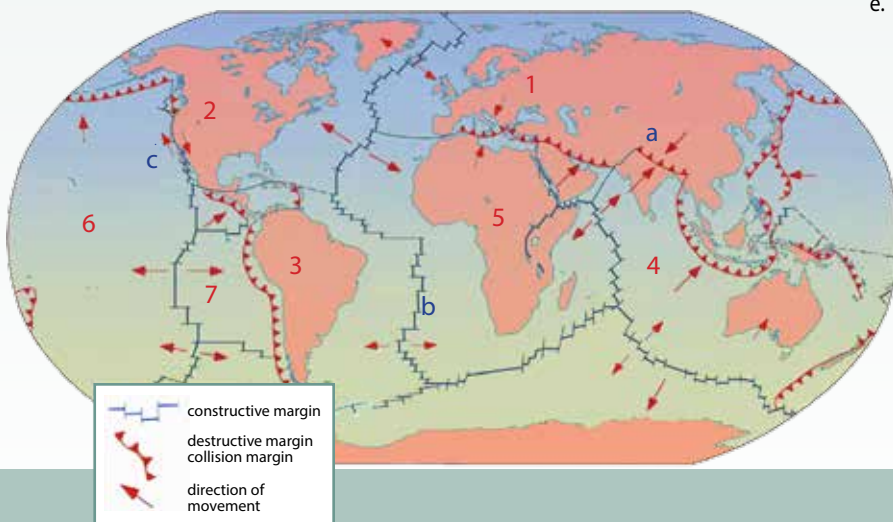 e.
1
2
a
c
5
6
3
4
7
b
constructive margin
destructive margin
collision margin
direction of
movement